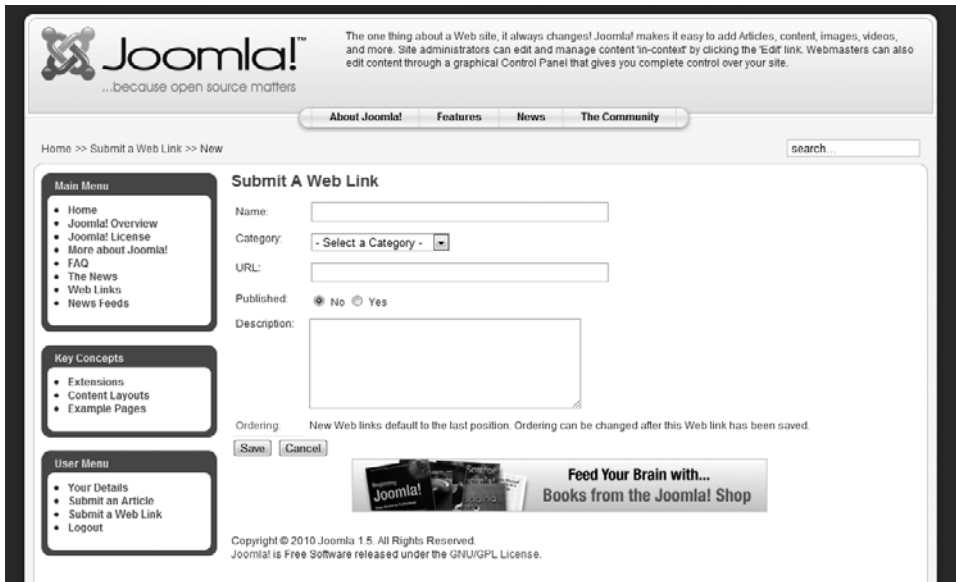 Joomla!™
...because open source matters
The one thing about a Web site, it always changes! Joomla! makes it easy to add Articles, content, images, videos,
and more. Site administrators can edit and manage content 'in-context' by clicking the 'Edit' link. Webmasters can also
edit content through a graphical Control Panel that gives you complete control over your site.
About Joomla! Features News The Community
Home >> Submit a Web Link >> New
search...
Main Menu
Home
Joomla! Overview
Joomla! License
More about Joomla!
FAQ
The News
Web Links
News Feeds
Key Concepts
Extensions
Content Layouts
Example Pages
User Menu
Your Details
Submit an Article
Submit a Web Link
Logout
Submit A Web Link
Name:
Category: - Select a Category -
URL:
Published: No Yes
Description:
Ordering: New Web links default to the last position. Ordering can be changed after this Web link has been saved.
Save Cancel
Beginning
Joomla!
Feed Your Brain with...
Books from the Joomla! Shop
Copyright © 2010 Joomla 1.5. All Rights Reserved.
Joomla! is Free Software released under the GNU/GPL License.